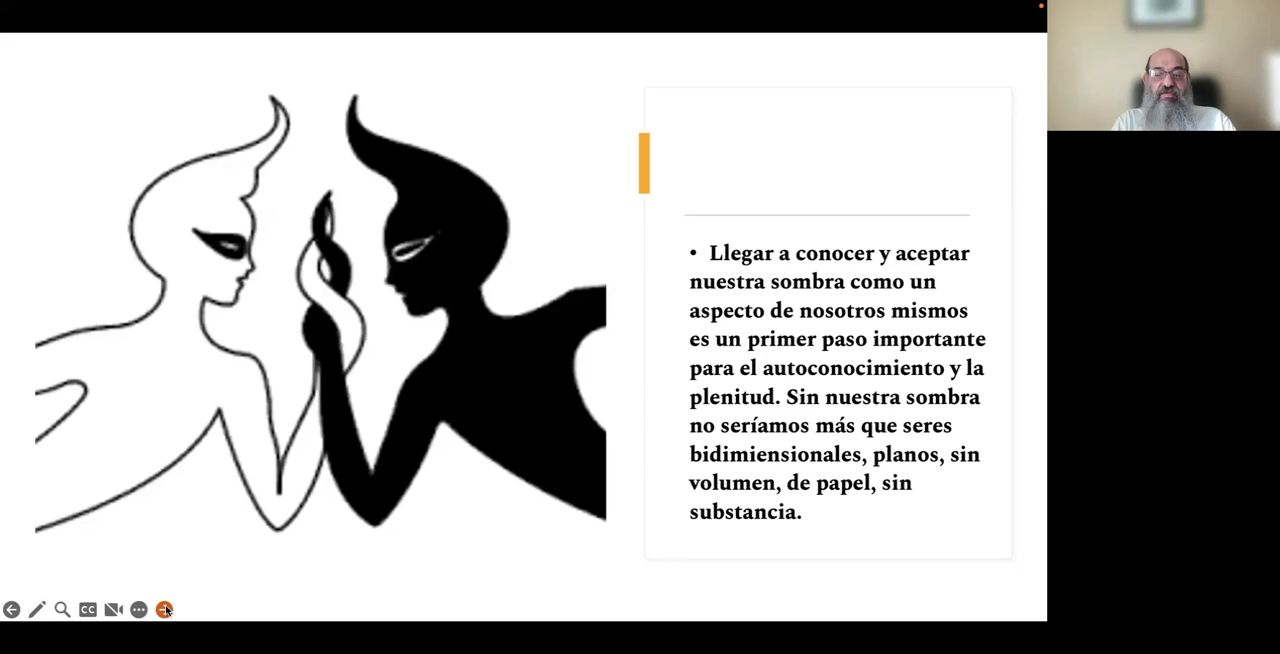 • Llegar a conocer y aceptar
nuestra sombra como un
aspecto de nosotros mismos
es un primer paso importante
para el autoconocimiento y la
plenitud. Sin nuestra sombra
no seríamos más que seres
bidimiensionales, planos, sin
volumen, de papel, sin
substancia.
CC